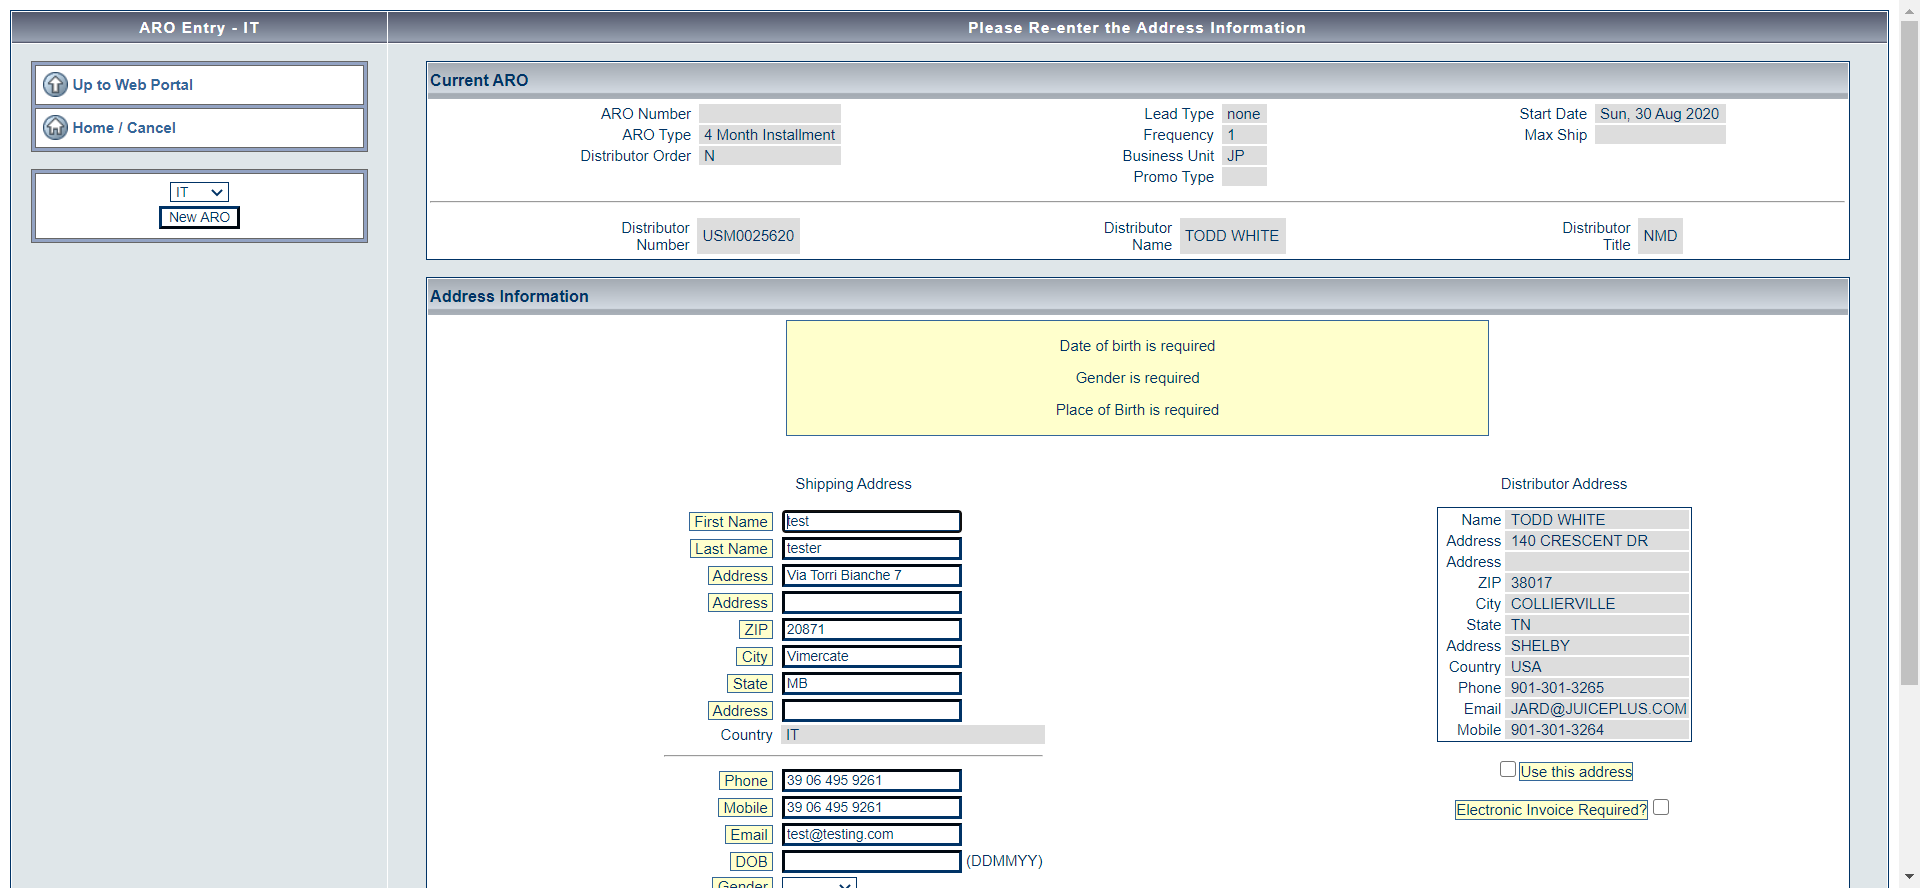 ARO Entry - IT
Please Re-enter the Address Information
Up to Web Portal
Home / Cancel
IT
New ARO
Current ARO
ARO Number
ARO Type 4 Month Installment
Distributor Order N
Lead Type none
Frequency 1
Business Unit JP
Promo Type
Start Date Sun, 30 Aug 2020
Max Ship
Distributor Number USM0025620
Distributor Name TODD WHITE
Distributor Title NMD
Address Information
Date of birth is required
Gender is required
Place of Birth is required
Shipping Address
First Name test
Last Name tester
Address Via Torri Bianche 7
Address
ZIP 20871
City Vimercate
State MB
Address
Country IT
Phone 39 06 495 9261
Mobile 39 06 495 9261
Email test@testing.com
DOB (DDMMYY)
Gender
Distributor Address
Name TODD WHITE
Address 140 CRESCENT DR
Address
ZIP 38017
City COLLIERVILLE
State TN
Address SHELBY
Country USA
Phone 901-301-3265
Email JARD@JUICEPLUS.COM
Mobile 901-301-3264
Use this address
Electronic Invoice Required?